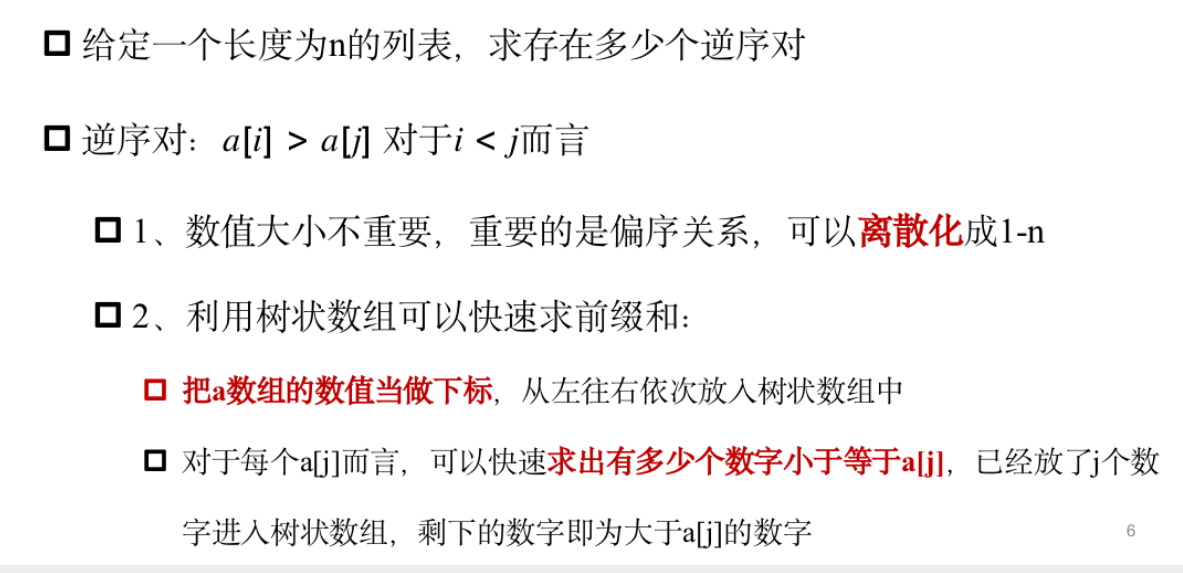 给定一个长度为n的列表，求存在多少个逆序对
逆序对：a[i] > a[j] 对于i < j而言
1、数值大小不重要，重要的是偏序关系，可以离散化成1-n
2、利用树状数组可以快速求前缀和：
把a数组的数值当做下标，从左往右依次放入树状数组中
对于每个a[j]而言，可以快速求出有多少个数字小于等于a[j]，已经放了j个数
字进入树状数组，剩下的数字即为大于a[j]的数字
6